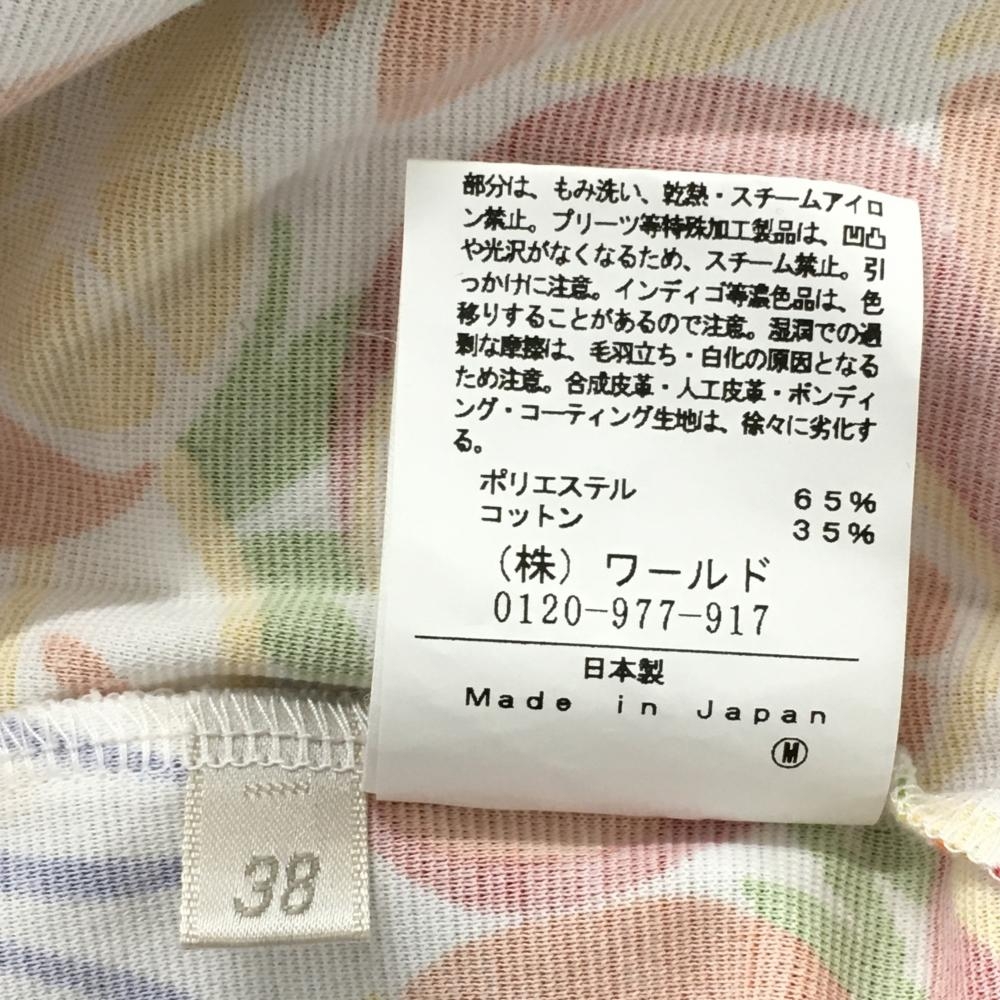 部分は、もみ洗い、乾熱・スチームアイロ
ン禁止。プリーツ等特殊加工製品は、凹凸
や光沢がなくなるため、スチーム禁止。引
っかけに注意。インディゴ等濃色品は、色
移りすることがあるので注意。湿潤での過
剰な摩擦は、毛羽立ち・白化の原因となる
ため注意。合成皮革・人工皮革・ボンディ
ング・コーティング生地は、徐々に劣化す
る。
ポリエステル 65%
コットン 35%
(株) ワールド
0120-977-917
日本製
Made in Japan
Ⓜ
38